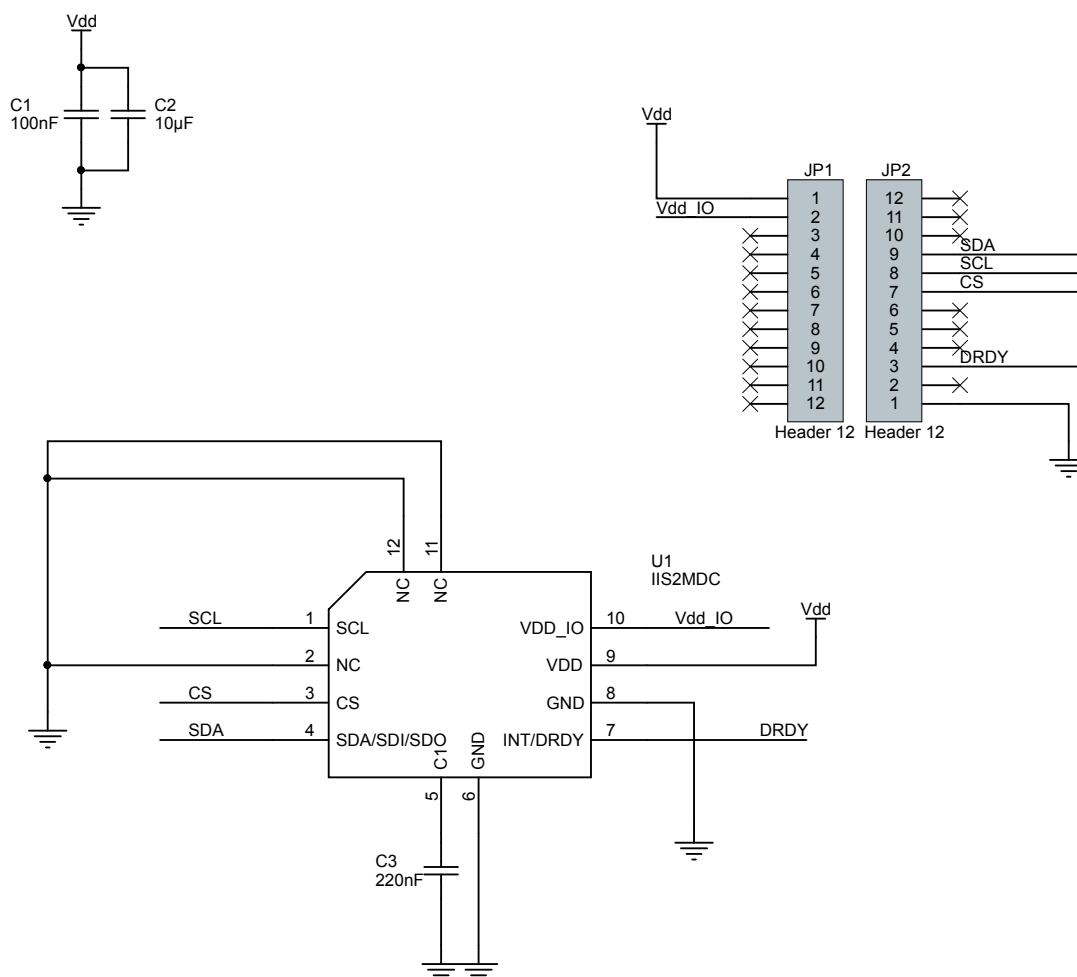 Vdd
C1
100nF
C2
10µF
Vdd
JP1
JP2
1
12
Vdd_IO
2
11
3
10
SDA
4
9
SCL
5
8
CS
6
7
7
6
8
5
9
4
DRDY
10
3
11
2
12
1
Header 12
Header 12
12
11
NC
NC
U1
IIS2MDC
SCL
1
SCL
VDD_IO
10
Vdd_IO
Vdd
2
NC
VDD
9
CS
3
CS
GND
8
SDA
4
SDA/SDI/SDO
C1
GND
INT/DRDY
7
DRDY
5
6
C3
220nF